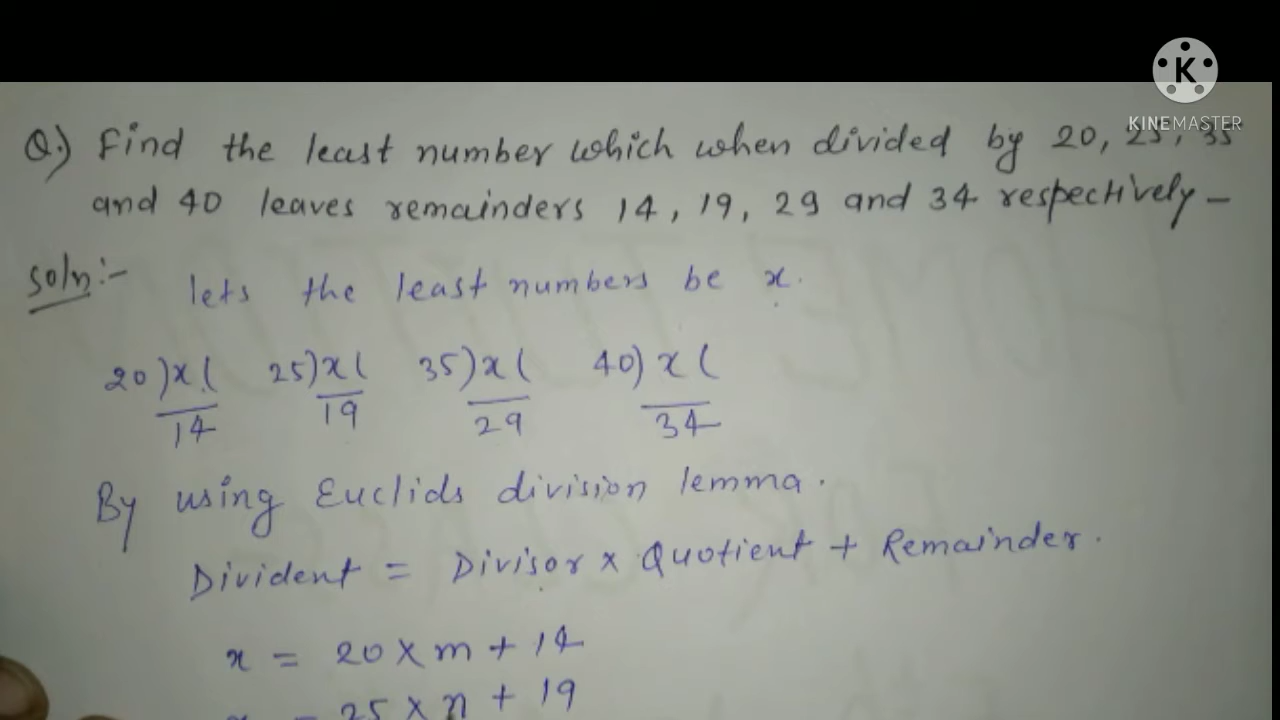 K
KINEMASTER
Q.) Find the least number which when divided by 20, 25, 35
and 40 leaves remainders 14, 19, 29 and 34 respectively -
Soln:- lets the least numbers be x.
20)x( 25)x( 35)x( 40)x(
14 19 29 34
By using Euclids division lemma.
Divident = Divisor × Quotient + Remainder.
x = 20 × m + 14
x = 25 × n + 19